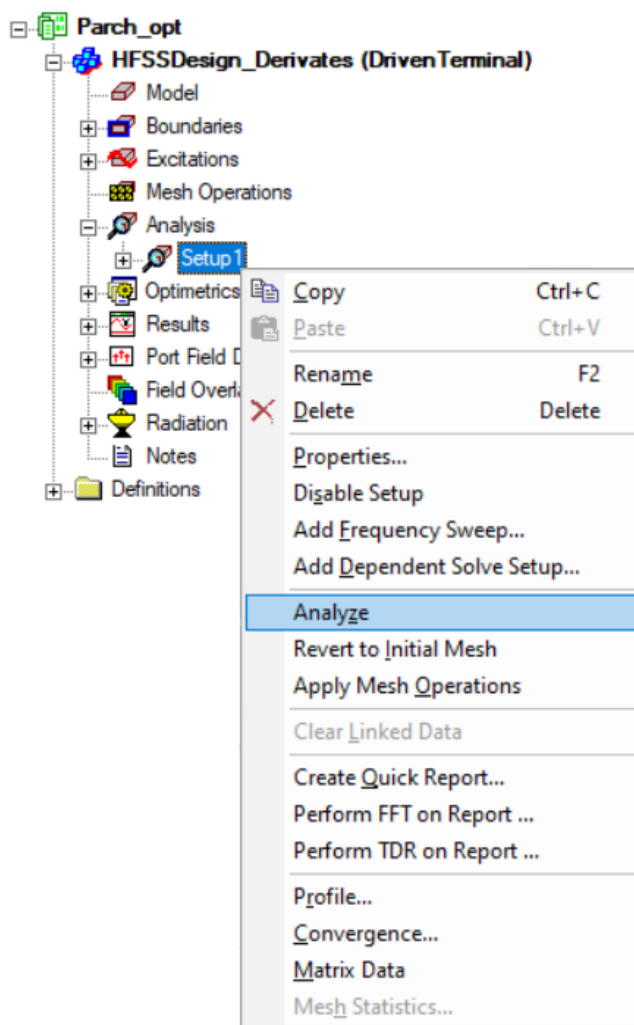 Parch_opt
HFSSDesign_Derivates (DrivenTerminal)
Model
Boundaries
Excitations
Mesh Operations
Analysis
Setup1
Optimetrics
Results
Port Field D
Field Overla
Radiation
Notes
Definitions
Copy Ctrl+C
Paste Ctrl+V
Rename F2
Delete Delete
Properties...
Disable Setup
Add Frequency Sweep...
Add Dependent Solve Setup...
Analyze
Revert to Initial Mesh
Apply Mesh Operations
Clear Linked Data
Create Quick Report...
Perform FFT on Report ...
Perform TDR on Report ...
Profile...
Convergence...
Matrix Data
Mesh Statistics...